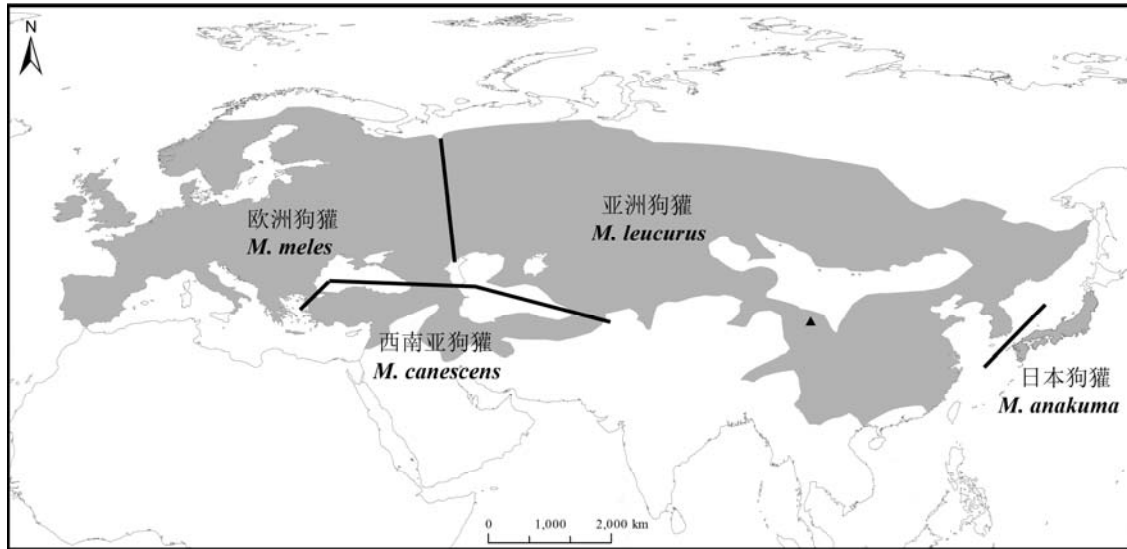 N
欧洲狗獾
M. meles
亚洲狗獾
M. leucurus
西南亚狗獾
M. canescens
日本狗獾
M. anakuma
0 1,000 2,000 km